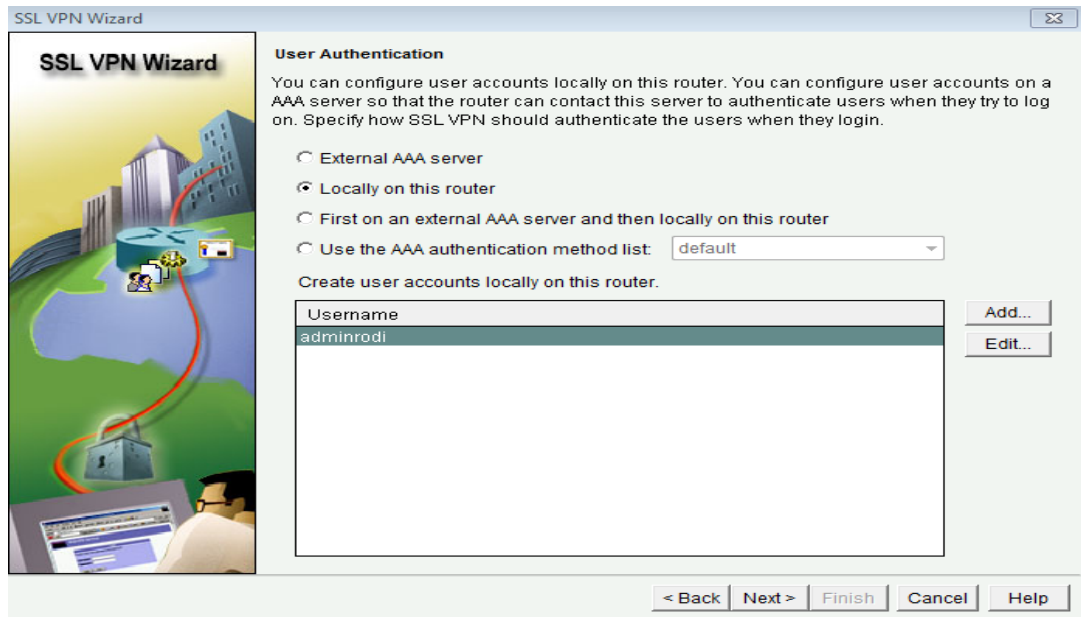 SSL VPN Wizard
SSL VPN Wizard
User Authentication
You can configure user accounts locally on this router. You can configure user accounts on a
AAA server so that the router can contact this server to authenticate users when they try to log
on. Specify how SSL VPN should authenticate the users when they login.
External AAA server
Locally on this router
First on an external AAA server and then locally on this router
Use the AAA authentication method list: default
Create user accounts locally on this router.
Username
adminrodi
Add...
Edit...
< Back Next > Finish Cancel Help